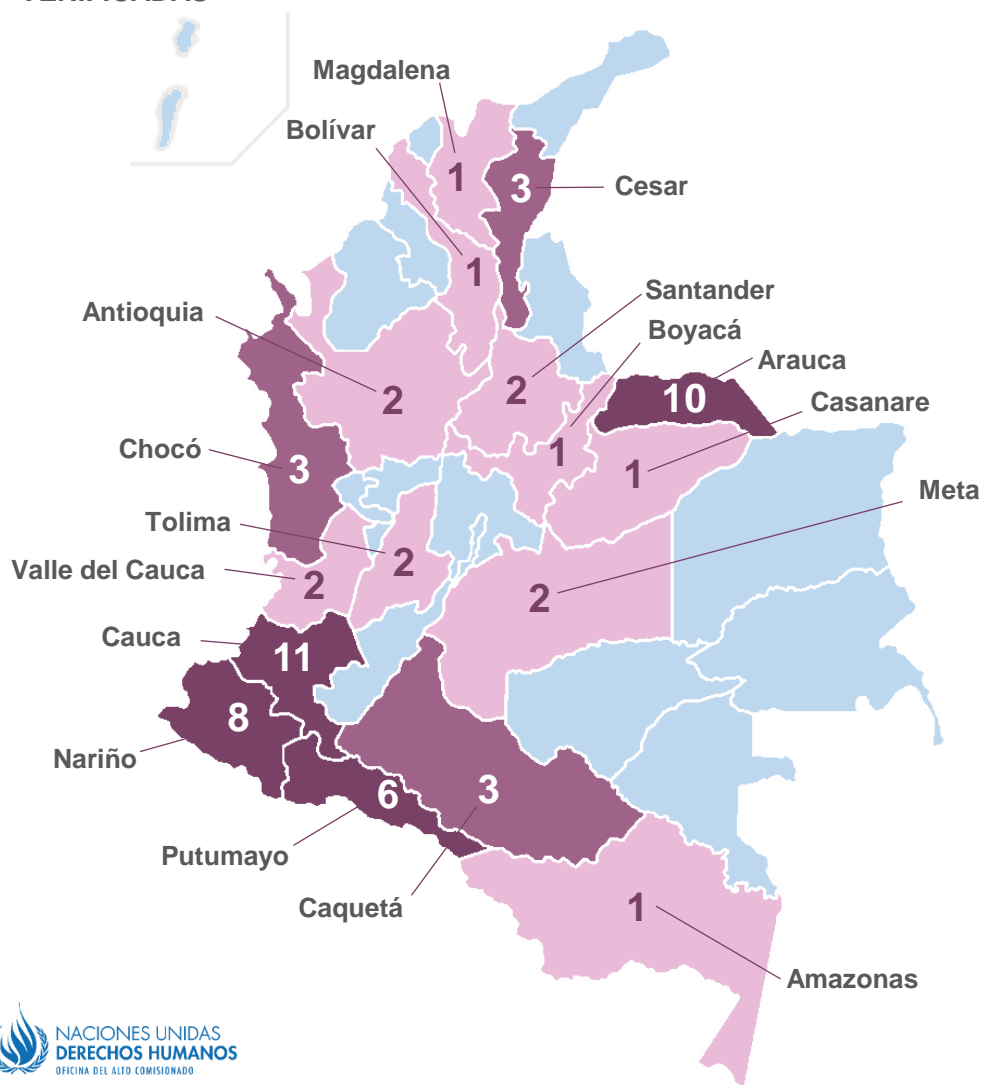 VERIFICADAS
Magdalena
Bolívar
1
3
Cesar
1
Santander
Antioquia
Boyacá
Arauca
2
2
10
Casanare
Chocó
3
1
1
Meta
Tolima
2
Valle del Cauca
2
2
Cauca
11
8
Nariño
6
3
Putumayo
Caquetá
1
Amazonas
NACIONES UNIDAS
DERECHOS HUMANOS
OFICINA DEL ALTO COMISIONADO